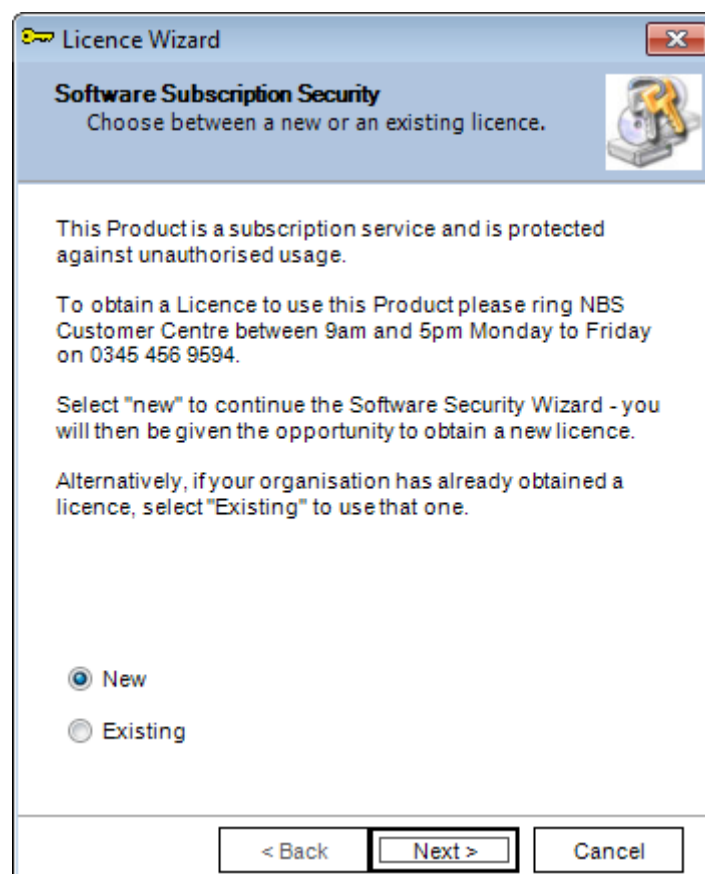 Licence Wizard
Software Subscription Security
Choose between a new or an existing licence.
This Product is a subscription service and is protected
against unauthorised usage.
To obtain a Licence to use this Product please ring NBS
Customer Centre between 9am and 5pm Monday to Friday
on 0345 456 9594.
Select "new" to continue the Software Security Wizard - you
will then be given the opportunity to obtain a new licence.
Alternatively, if your organisation has already obtained a
licence, select "Existing" to use that one.
New
Existing
< Back Next > Cancel